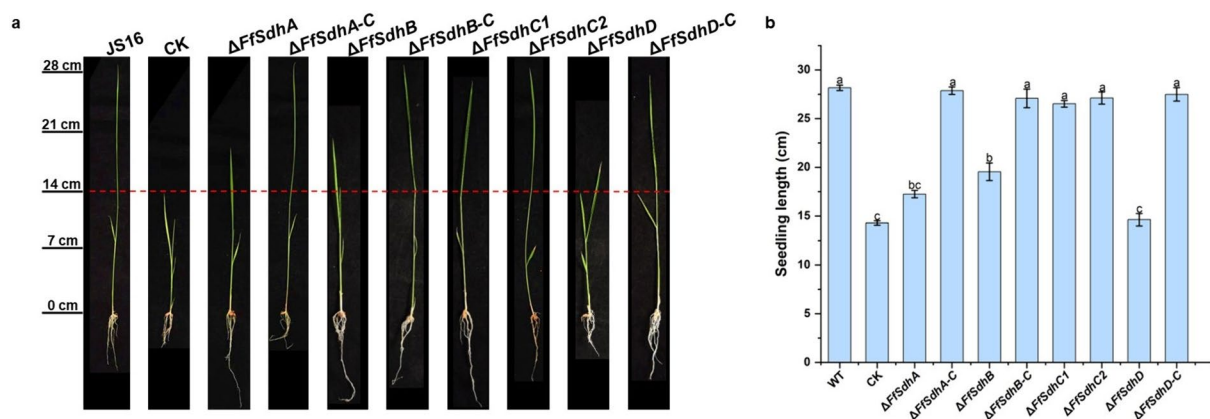 a
JS16 CK ΔFfSdhA ΔFfSdhA-C ΔFfSdhB ΔFfSdhB-C ΔFfSdhC1 ΔFfSdhC2 ΔFfSdhD ΔFfSdhD-C
28 cm
21 cm
14 cm
7 cm
0 cm
b
Seedling length (cm)
30
25
20
15
10
5
0
a c bc a b a a a c a
WT CK ΔFfSdhA ΔFfSdhA-C ΔFfSdhB ΔFfSdhB-C ΔFfSdhC1 ΔFfSdhC2 ΔFfSdhD ΔFfSdhD-C